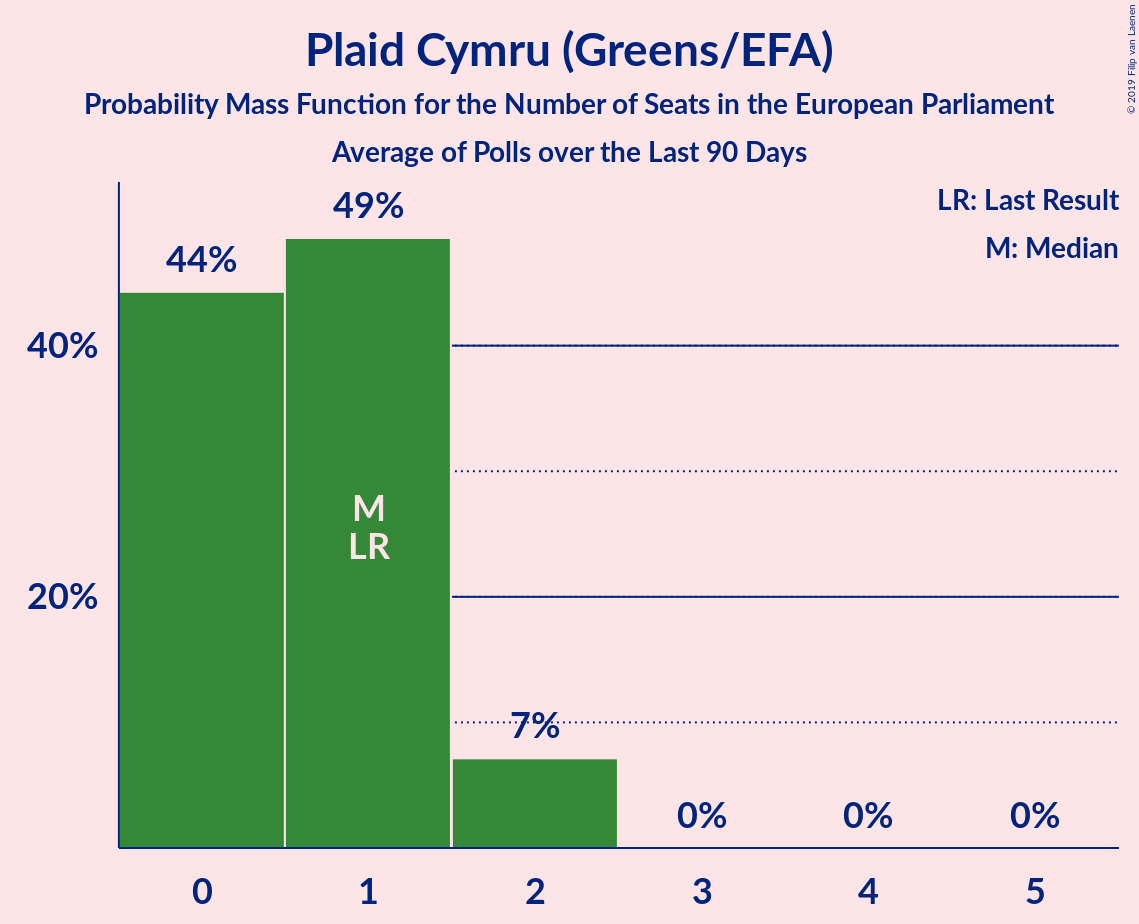 Plaid Cymru (Greens/EFA)
Probability Mass Function for the Number of Seats in the European Parliament
Average of Polls over the Last 90 Days
© 2019 Filip van Laenen
LR: Last Result
M: Median
49%
44%
40%
M
LR
20%
7%
0%
0%
0%
0
1
2
3
4
5